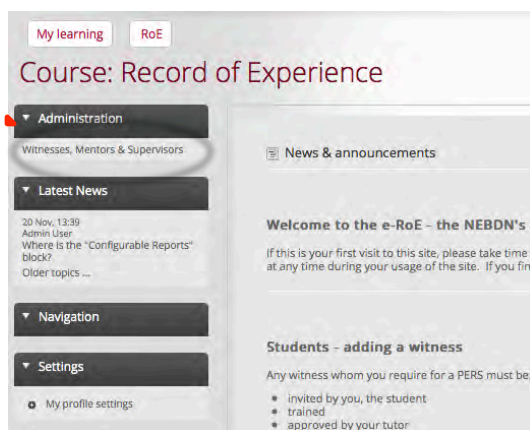 My learning
RoE
Course: Record of Experience
Administration
Witnesses, Mentors & Supervisors
Latest News
20 Nov, 13:39
Admin User
Where is the "Configurable Reports"
block?
Older topics ...
Navigation
Settings
My profile settings
News & announcements
Welcome to the e-RoE - the NEBDN's
If this is your first visit to this site, please take time
at any time during your usage of the site. If you fin
Students - adding a witness
Any witness whom you require for a PERS must be
invited by you, the student
trained
approved by your tutor